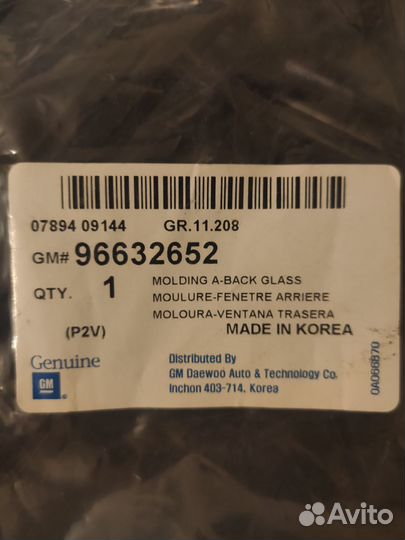 07894 09144 GR.11.208
GM# 96632652
QTY. 1 MOLDING A-BACK GLASS
MOULURE-FENETRE ARRIERE
MOLOURA-VENTANA TRASERA
(P2V) MADE IN KOREA
Genuine
GM
Distributed By
GM Daewoo Auto & Technology Co.
Inchon 403-714, Korea
0A066B70
Avito